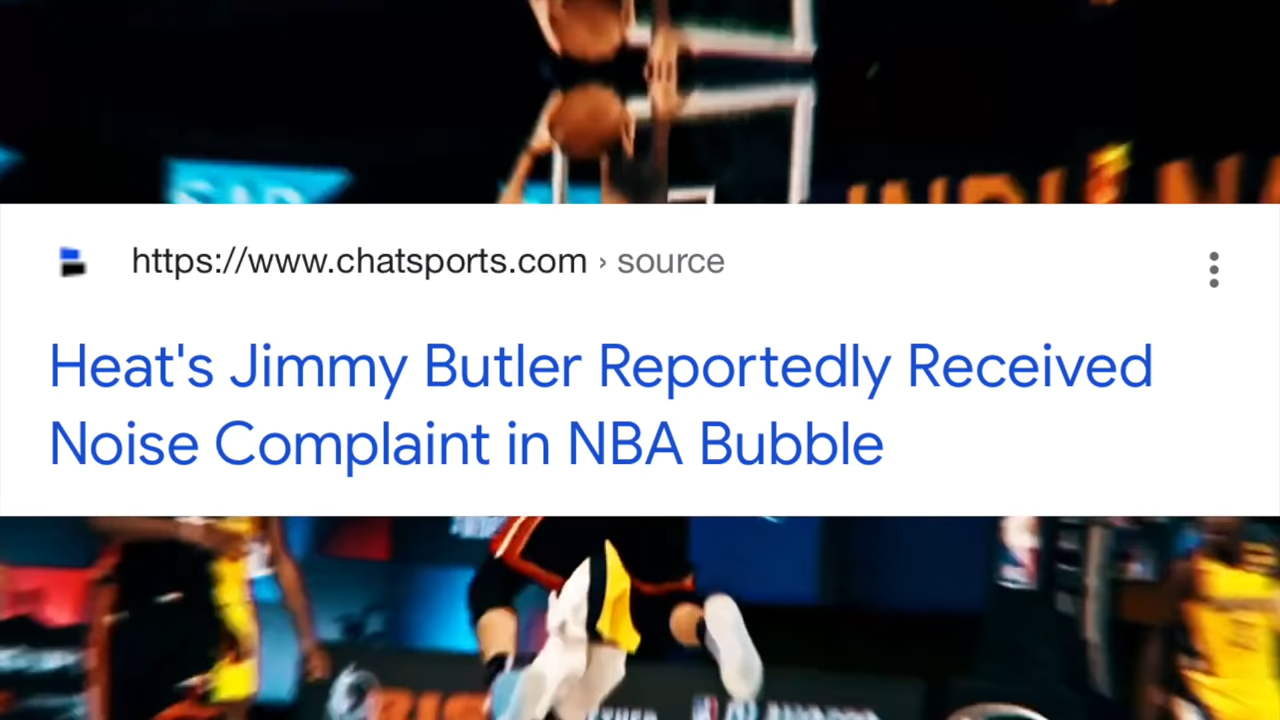 https://www.chatsports.com › source
Heat's Jimmy Butler Reportedly Received
Noise Complaint in NBA Bubble